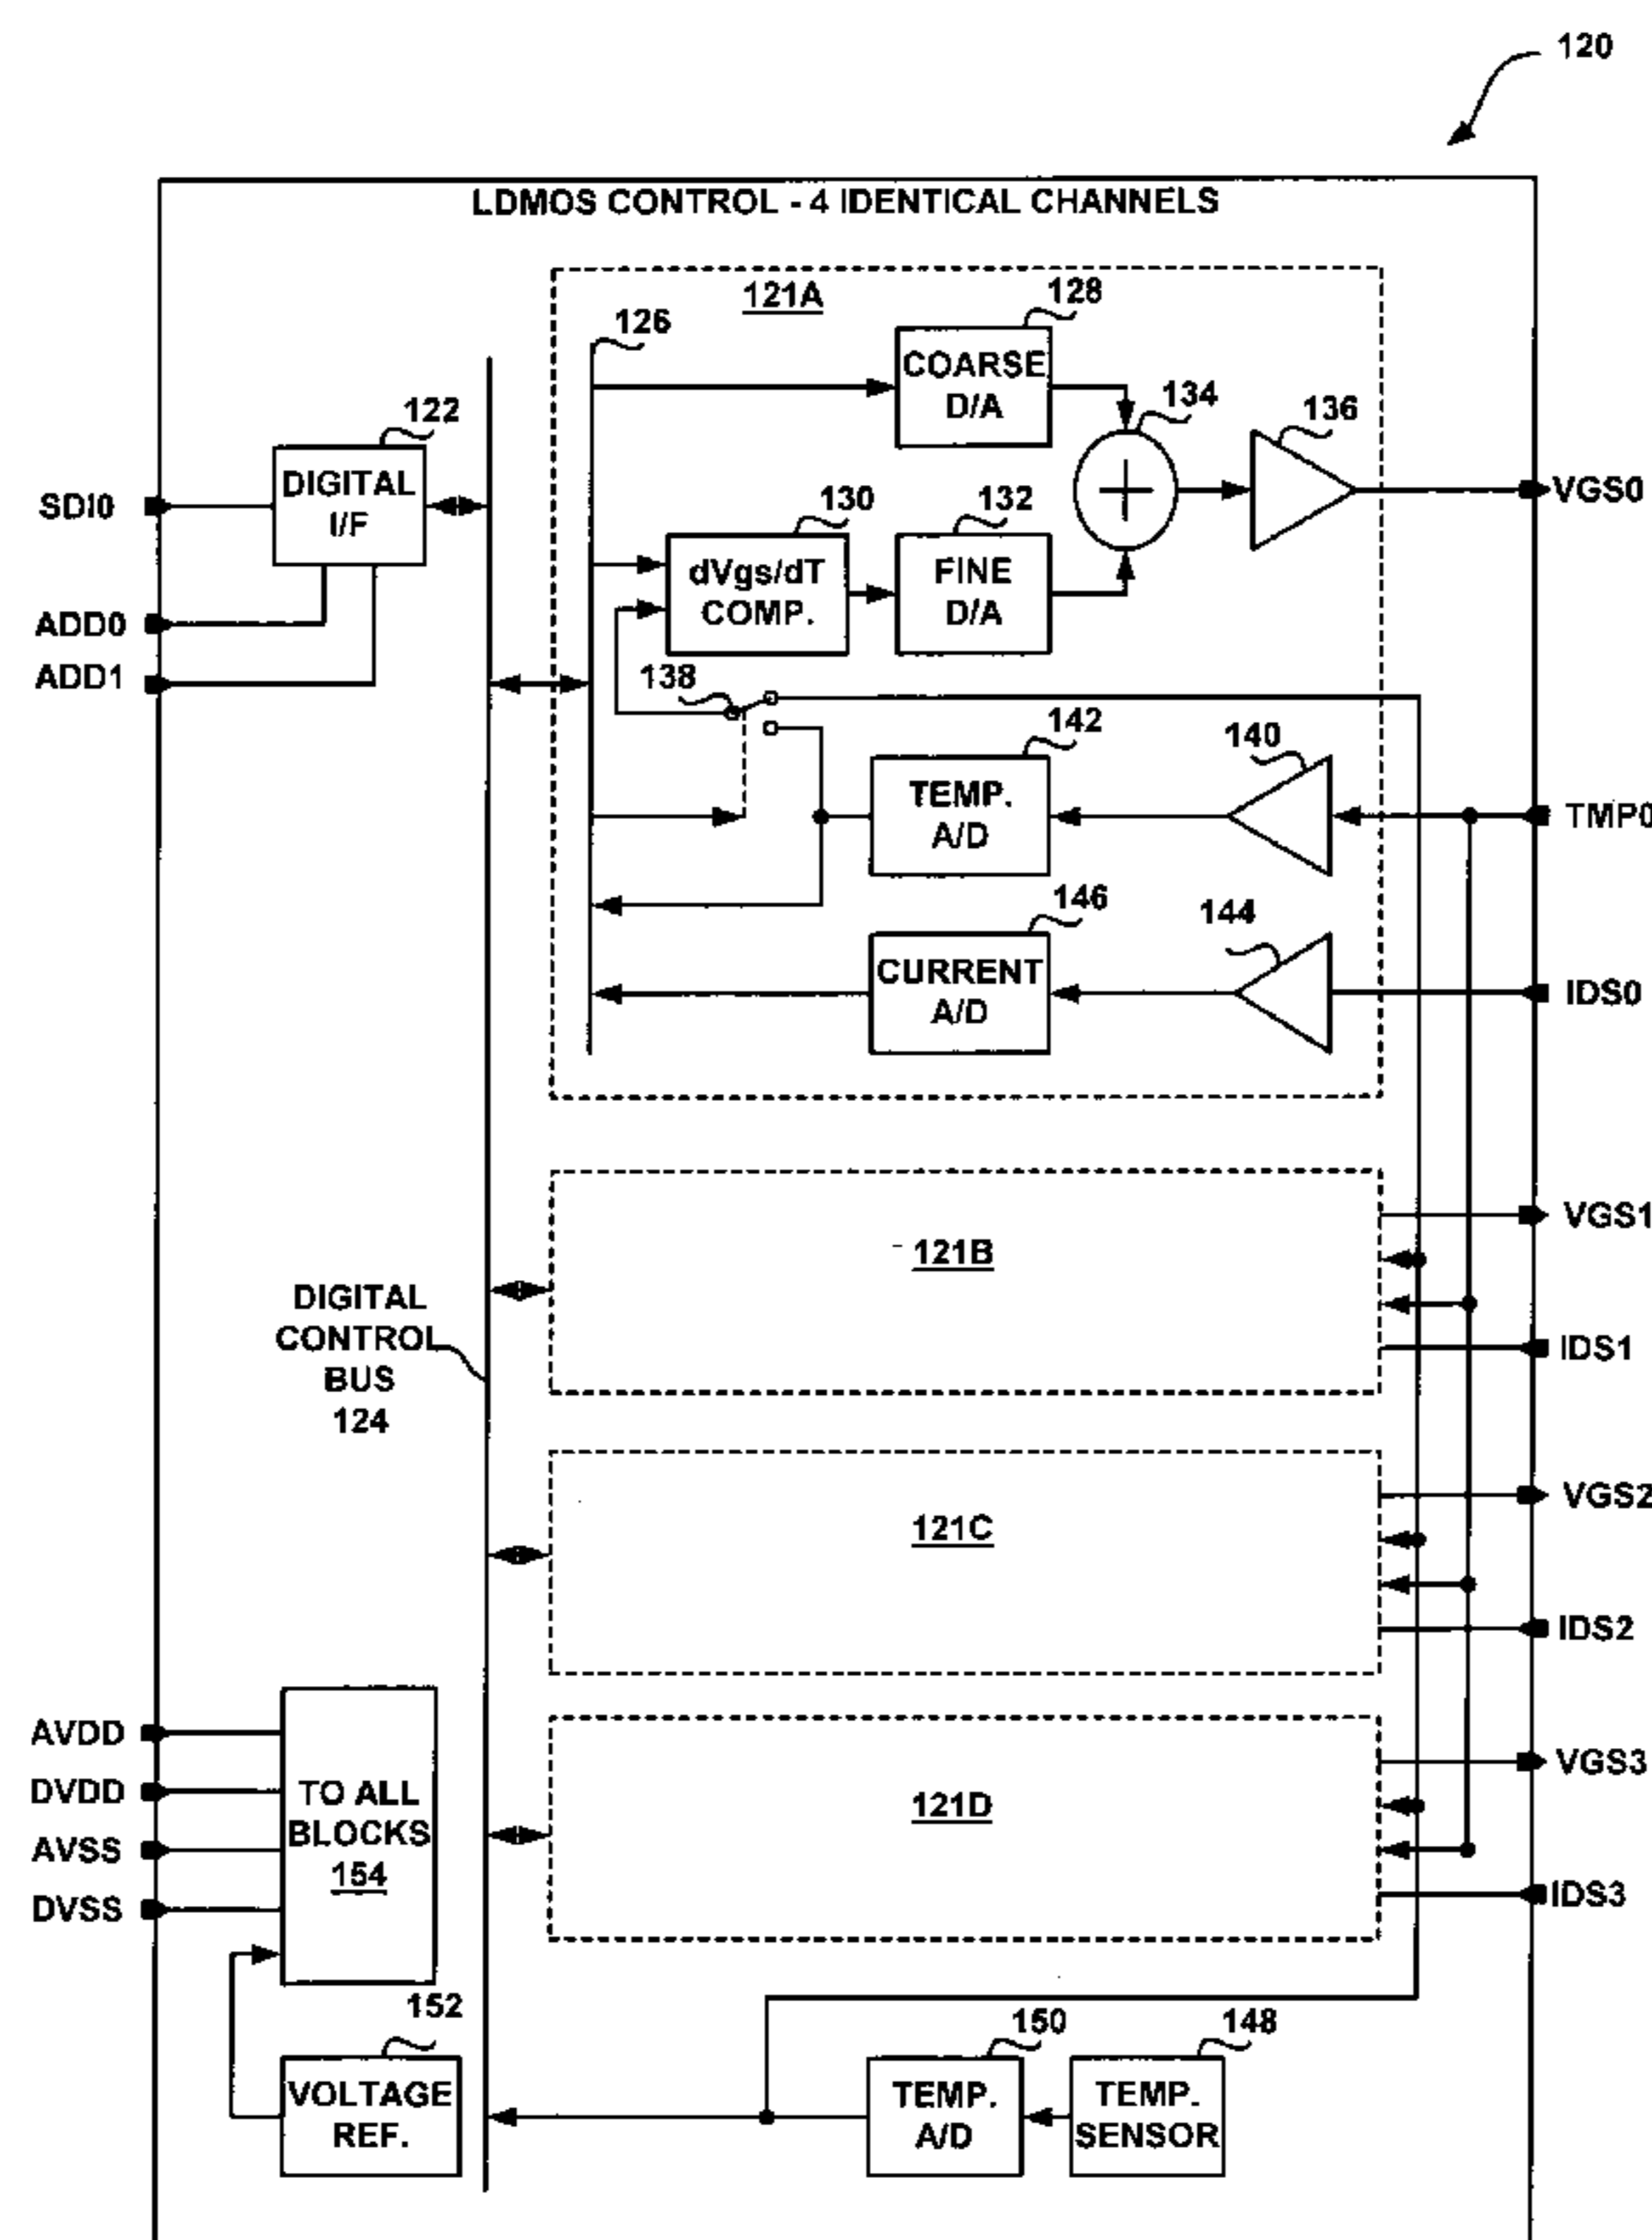 120
LDMOS CONTROL - 4 IDENTICAL CHANNELS
121A
128
126
COARSE
D/A
134
136
122
DIGITAL
I/F
SDI0
VGS0
130
132
dVgs/dT
COMP.
FINE
D/A
ADD0
ADD1
138
142
140
TEMP.
A/D
TMP0
146
144
CURRENT
A/D
IDS0
VGS1
121B
DIGITAL
CONTROL
BUS
124
IDS1
VGS2
121C
IDS2
AVDD
DVDD
AVSS
DVSS
TO ALL
BLOCKS
154
VGS3
121D
IDS3
152
150
148
VOLTAGE
REF.
TEMP.
A/D
TEMP.
SENSOR